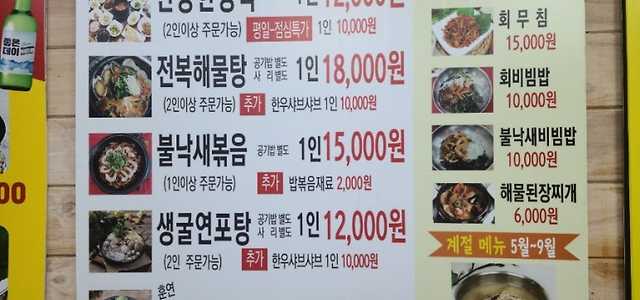 좋은
데이
(2인이상 주문가능) 평일-점심특가 1인 10,000원
전복해물탕 공기밥 별도 사 리 별도 1인 18,000원
(2인이상 주문가능) 추가 한우샤브샤브 1인 10,000원
불낙새볶음 공기밥 별도 1인 15,000원
(1인이상 주문가능) 추가 밥볶음재료 2,000원
생굴연포탕 공기밥 별도 사 리 별도 1인 12,000원
(2인 주문가능) 추가 한우샤브샤브 1인 10,000원
훈연
회 무 침
15,000원
회비빔밥
10,000원
불낙새비빔밥
10,000원
해물된장찌개
6,000원
계절 메뉴 5월~9월
00